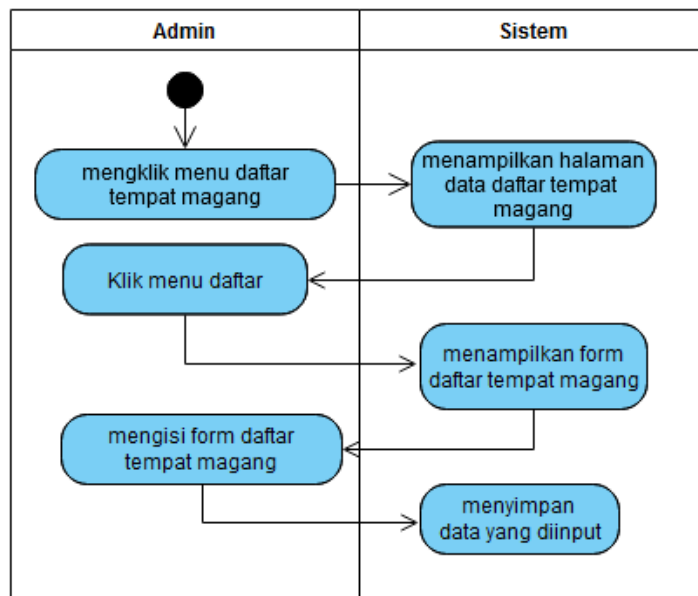 Admin
Sistem
mengklik menu daftar
tempat magang
menampilkan halaman
data daftar tempat
magang
Klik menu daftar
menampilkan form
daftar tempat magang
mengisi form daftar
tempat magang
menyimpan
data yang diinput